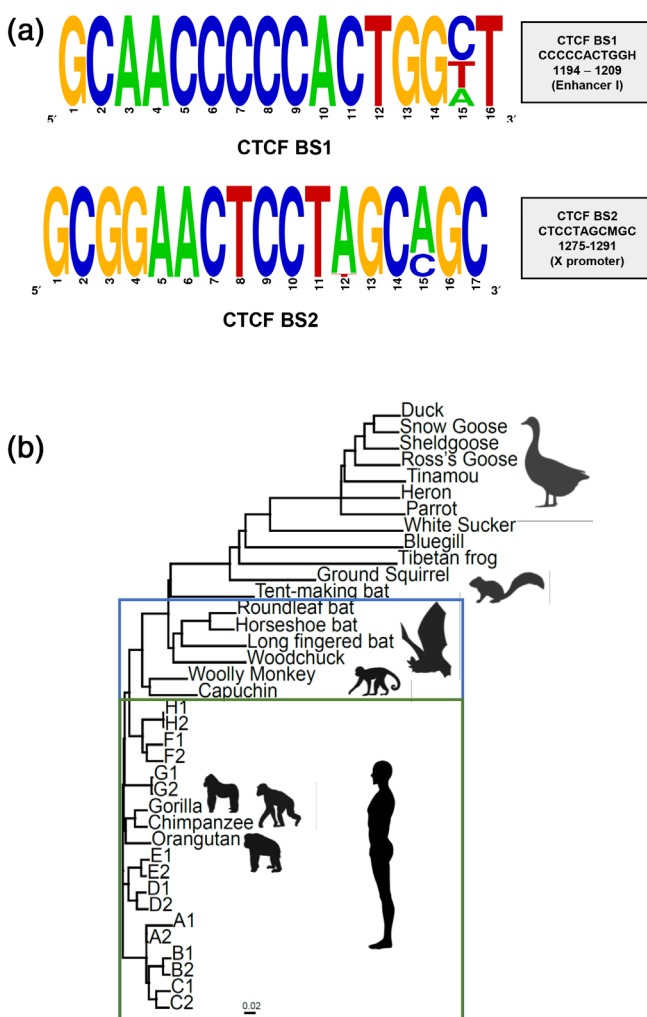 (a)
GCAACCCCCACTGGCT
T
A
5′ 1 2 3 4 5 6 7 8 9 10 11 12 13 14 15 16 3′
CTCF BS1
CTCF BS1
CCCCCACTGGH
1194 – 1209
(Enhancer I)
GCGGAACTCCTAGCAGC
T C
5′ 1 2 3 4 5 6 7 8 9 10 11 12 13 14 15 16 17 3′
CTCF BS2
CTCF BS2
CTCCTAGCMGC
1275-1291
(X promoter)
(b)
Duck
Snow Goose
Sheldgoose
Ross's Goose
Tinamou
Heron
Parrot
White Sucker
Bluegill
Tibetan frog
Ground Squirrel
Tent-making bat
Roundleaf bat
Horseshoe bat
Long fingered bat
Woodchuck
Woolly Monkey
Capuchin
H1
H2
F1
F2
G1
G2
Gorilla
Chimpanzee
Orangutan
E1
E2
D1
D2
A1
A2
B1
B2
C1
C2
0.02